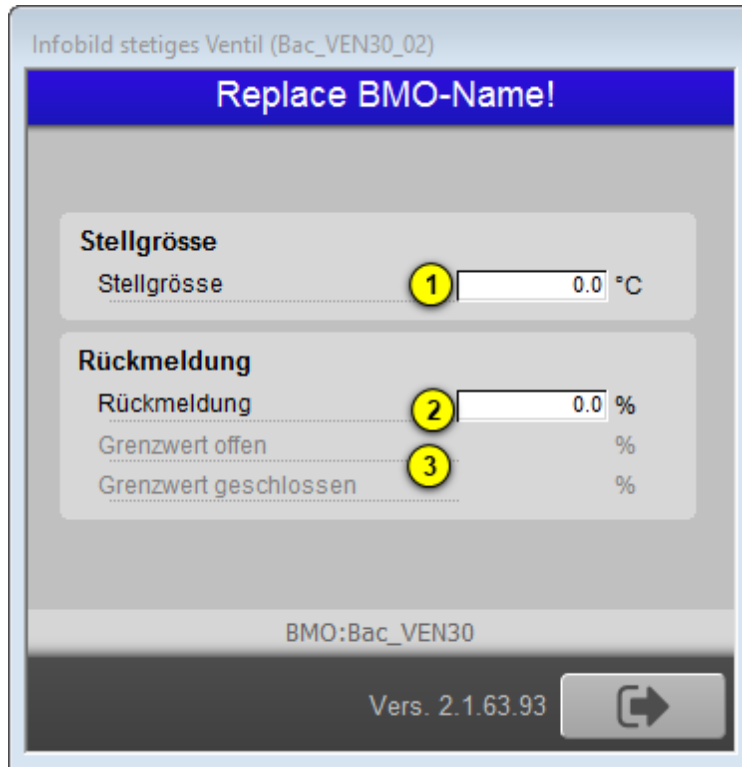 Infobild stetiges Ventil (Bac_VEN30_02)
Replace BMO-Name!
Stellgrösse
Stellgrösse 1 0.0 °C
Rückmeldung
Rückmeldung 2 0.0 %
Grenzwert offen %
3
Grenzwert geschlossen %
BMO:Bac_VEN30
Vers. 2.1.63.93